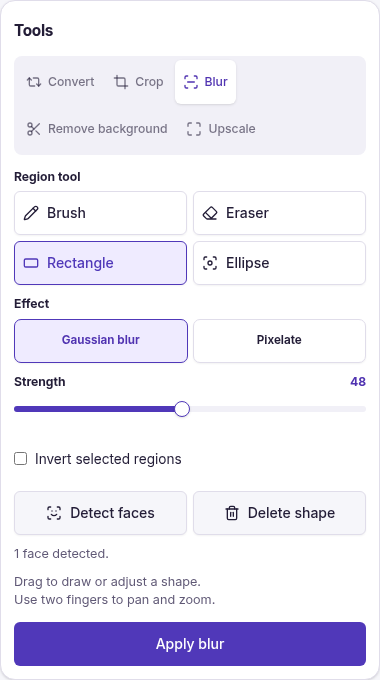 Tools
Convert Crop Blur
Remove background Upscale
Region tool
Brush Eraser
Rectangle Ellipse
Effect
Gaussian blur Pixelate
Strength 48
Invert selected regions
Detect faces Delete shape
1 face detected.
Drag to draw or adjust a shape.
Use two fingers to pan and zoom.
Apply blur